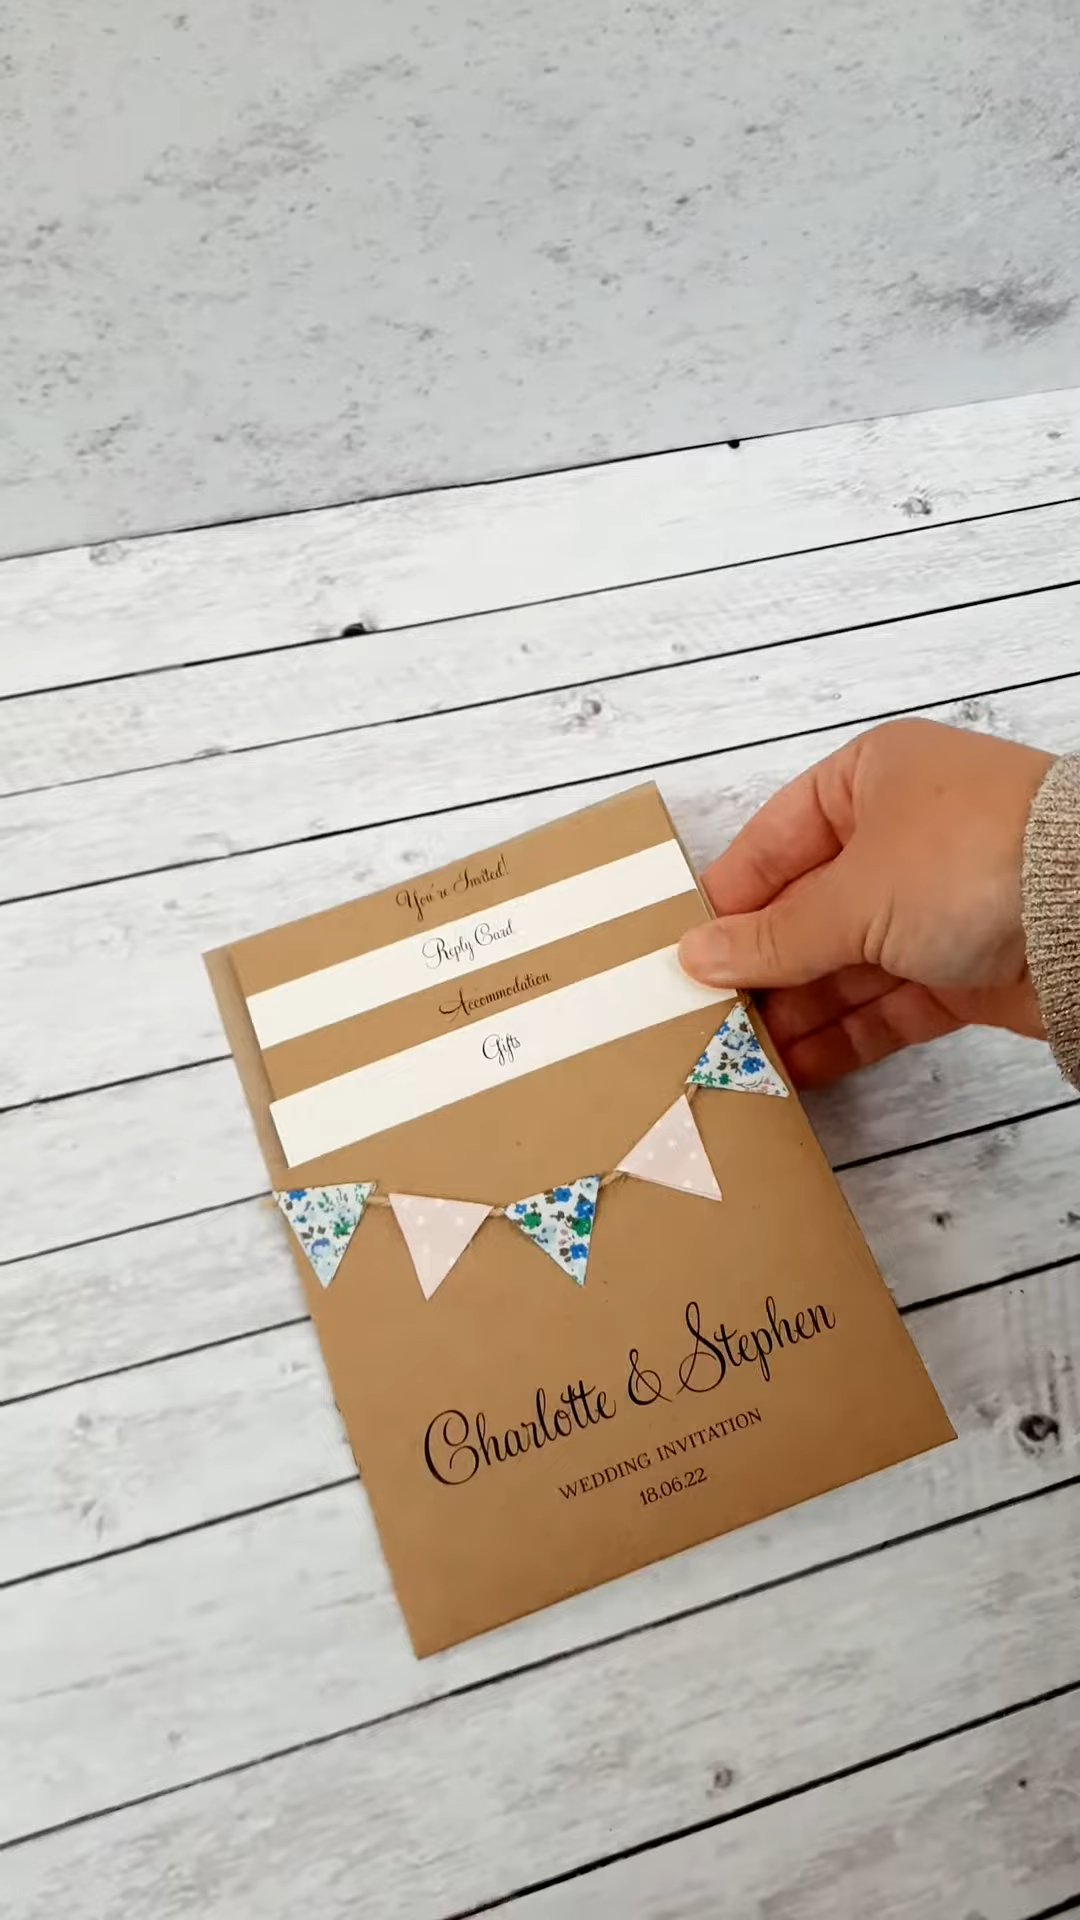 You're Invited!
Reply Card
Accommodation
Gifts
Charlotte & Stephen
WEDDING INVITATION
18.06.22